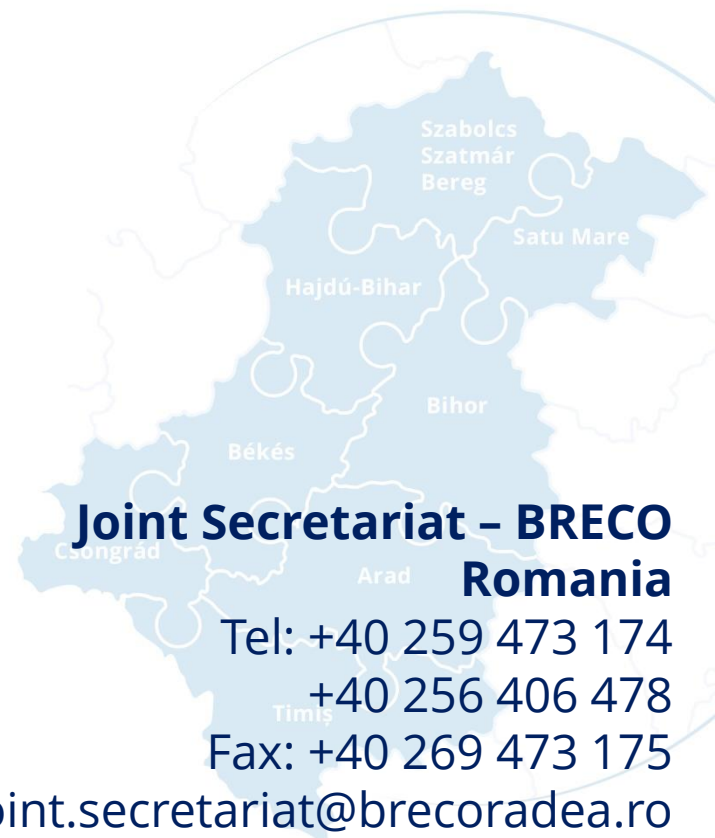 Szabolcs
Szatmár
Bereg
Satu Mare
Hajdú-Bihar
Bihor
Békés
Joint Secretariat – BRECO
Csongrád
Romania
Arad
Tel: +40 259 473 174
+40 256 406 478
Timiș
Fax: +40 269 473 175
oint.secretariat@brecoradea.ro